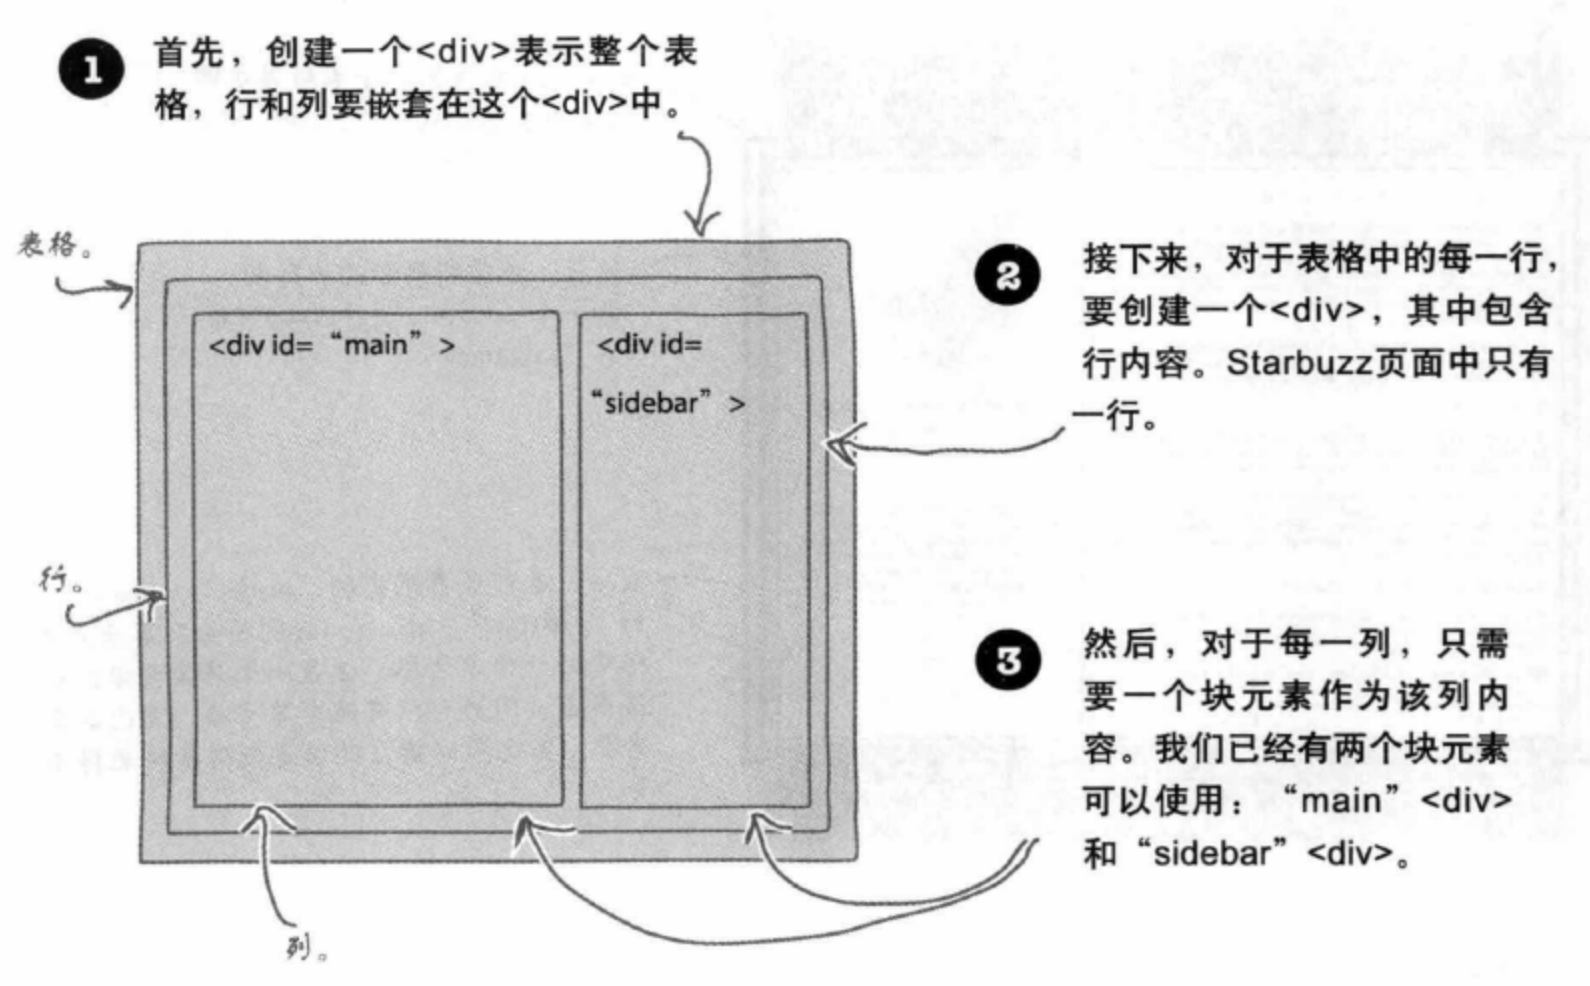 1 首先，创建一个<div>表示整个表
格，行和列要嵌套在这个<div>中。
表格。
<div id= “main” >
<div id=
“sidebar” >
2 接下来，对于表格中的每一行，
要创建一个<div>，其中包含
行内容。Starbuzz页面中只有
一行。
行。
3 然后，对于每一列，只需
要一个块元素作为该列内
容。我们已经有两个块元素
可以使用：“main” <div>
和“sidebar” <div>。
列。